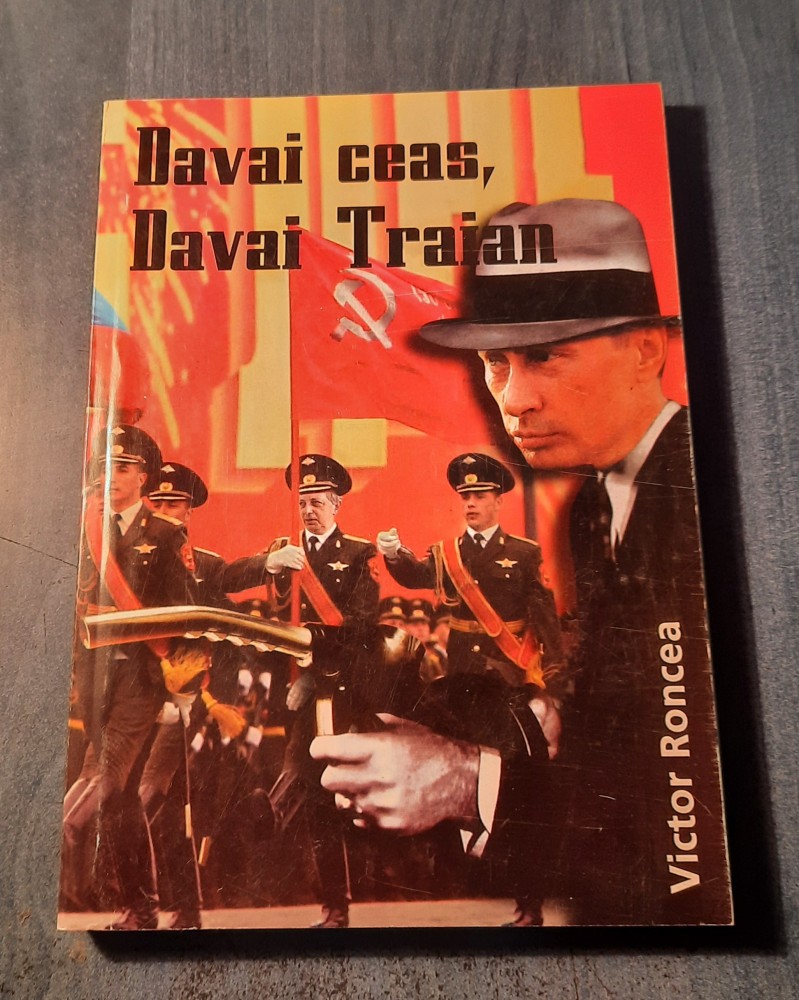 Davai ceas,
Davai Traian
Victor Roncea